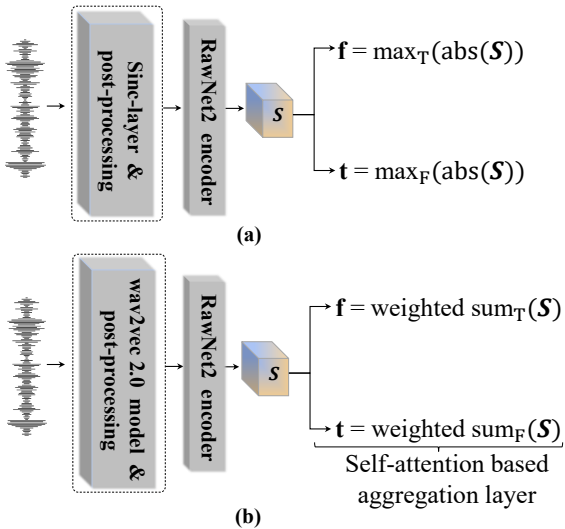 Sinc-layer &
post-processing
RawNet2
encoder
S
f = max_T(abs(S))
t = max_F(abs(S))
(a)
wav2vec 2.0 model &
post-processing
RawNet2
encoder
S
f = weighted sum_T(S)
t = weighted sum_F(S)
Self-attention based
aggregation layer
(b)